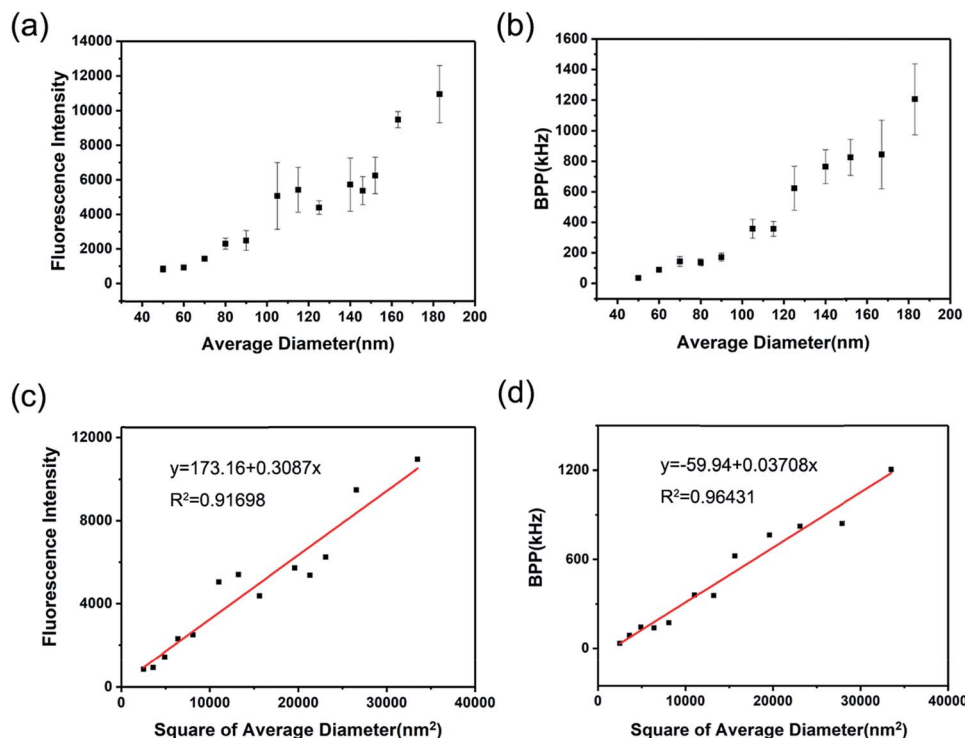 (a)
14000
12000
10000
8000
6000
4000
2000
0
Fluorescence Intensity
40 60 80 100 120 140 160 180 200
Average Diameter(nm)
(b)
1600
1400
1200
1000
800
600
400
200
0
BPP(kHz)
40 60 80 100 120 140 160 180 200
Average Diameter(nm)
(c)
12000
8000
4000
0
Fluorescence Intensity
y=173.16+0.3087x
R²=0.91698
0 10000 20000 30000 40000
Square of Average Diameter(nm²)
(d)
1200
600
0
BPP(kHz)
y=-59.94+0.03708x
R²=0.96431
0 10000 20000 30000 40000
Square of Average Diameter(nm²)